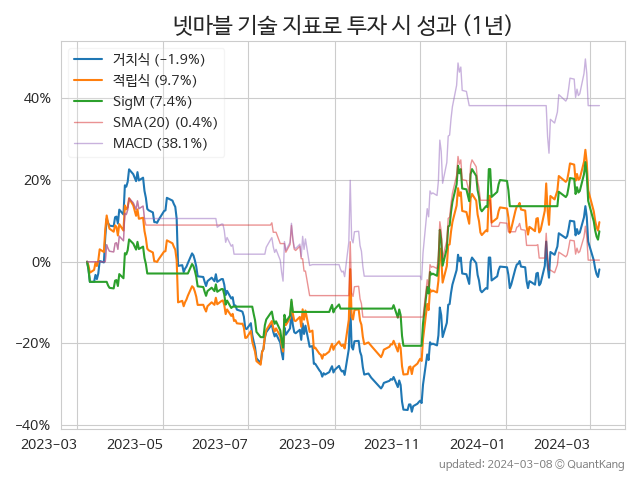 넷마블 기술 지표로 투자 시 성과 (1년)
거치식 (−1.9%)
적립식 (9.7%)
SigM (7.4%)
SMA(20) (0.4%)
MACD (38.1%)
40%
20%
0%
−20%
−40%
2023−03 2023−05 2023−07 2023−09 2023−11 2024−01 2024−03
updated: 2024-03-08 © QuantKang